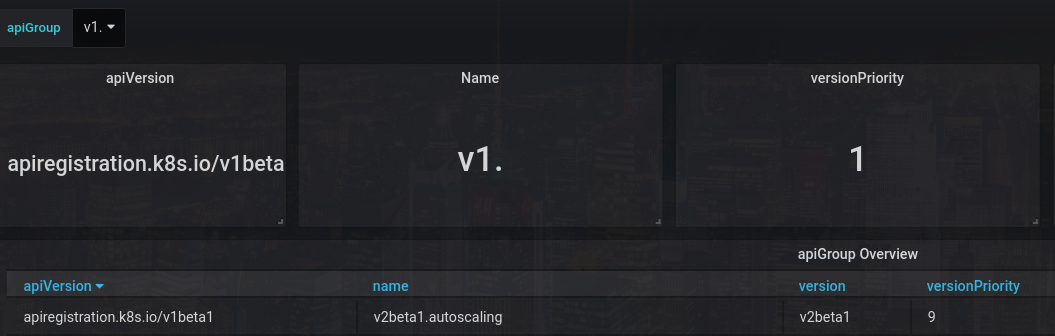 apiGroup v1.
apiVersion Name versionPriority
apiregistration.k8s.io/v1beta v1. 1
apiGroup Overview
apiVersion name version versionPriority
apiregistration.k8s.io/v1beta1 v2beta1.autoscaling v2beta1 9